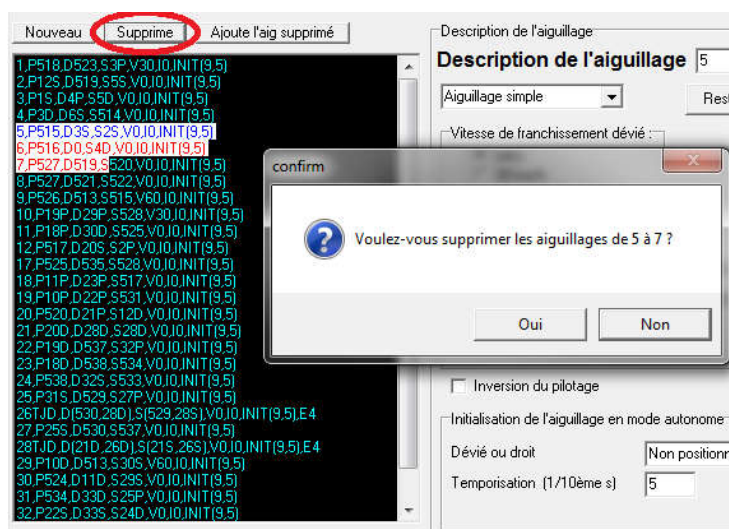 Nouveau Supprime Ajoute l'aig supprimé
1,P518,D523,S3P,V30,I0,INIT(9,5)
2,P12S,D519,S5S,V0,I0,INIT(9,5)
3,P1S,D4P,S5D,V0,I0,INIT(9,5)
4,P3D,D6S,S514,V0,I0,INIT(9,5)
5,P515,D3S,S2S,V0,I0,INIT(9,5)
6,P516,D0,S4D,V0,I0,INIT(9,5)
7,P527,D519,S520,V0,I0,INIT(9,5)
8,P527,D521,S522,V0,I0,INIT(9,5)
9,P526,D513,S515,V60,I0,INIT(9,5)
10,P19P,D29P,S528,V30,I0,INIT(9,5)
11,P18P,D30D,S525,V0,I0,INIT(9,5)
12,P517,D20S,S2P,V0,I0,INIT(9,5)
17,P525,D535,S528,V0,I0,INIT(9,5)
18,P11P,D23P,S517,V0,I0,INIT(9,5)
19,P10P,D22P,S531,V0,I0,INIT(9,5)
20,P520,D21P,S12D,V0,I0,INIT(9,5)
21,P20D,D28D,S28D,V0,I0,INIT(9,5)
22,P19D,D537,S32P,V0,I0,INIT(9,5)
23,P18D,D538,S534,V0,I0,INIT(9,5)
24,P538,D32S,S533,V0,I0,INIT(9,5)
25,P31S,D529,S27P,V0,I0,INIT(9,5)
26TJD,D(530,28D),S(529,28S),V0,I0,INIT(9,5),E4
27,P25S,D530,S537,V0,I0,INIT(9,5)
28TJD,D(21D,26D),S(21S,26S),V0,I0,INIT(9,5),E4
29,P10D,D513,S30S,V60,I0,INIT(9,5)
30,P524,D11D,S29S,V0,I0,INIT(9,5)
31,P534,D33D,S25P,V0,I0,INIT(9,5)
32,P22S,D33S,S24D,V0,I0,INIT(9,5)
Description de l'aiguillage
Description de l'aiguillage 5
Aiguillage simple Rest
Vitesse de franchissement dévié :
confirm
Voulez-vous supprimer les aiguillages de 5 à 7 ?
Oui Non
Inversion du pilotage
Initialisation de l'aiguillage en mode autonome
Dévié ou droit Non positionn
Temporisation (1/10ème s) 5